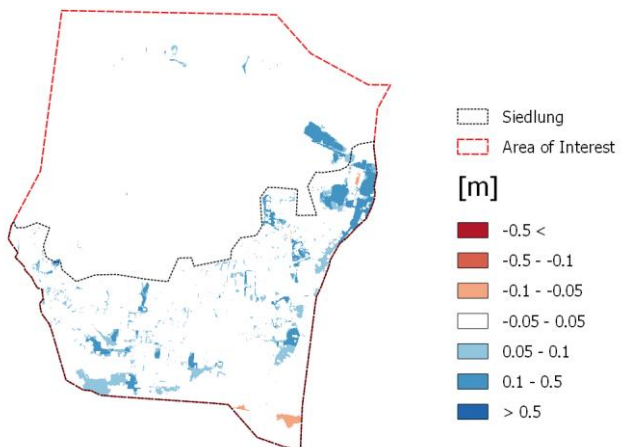 Siedlung
Area of Interest
[m]
-0.5 <
-0.5 - -0.1
-0.1 - -0.05
-0.05 - 0.05
0.05 - 0.1
0.1 - 0.5
> 0.5